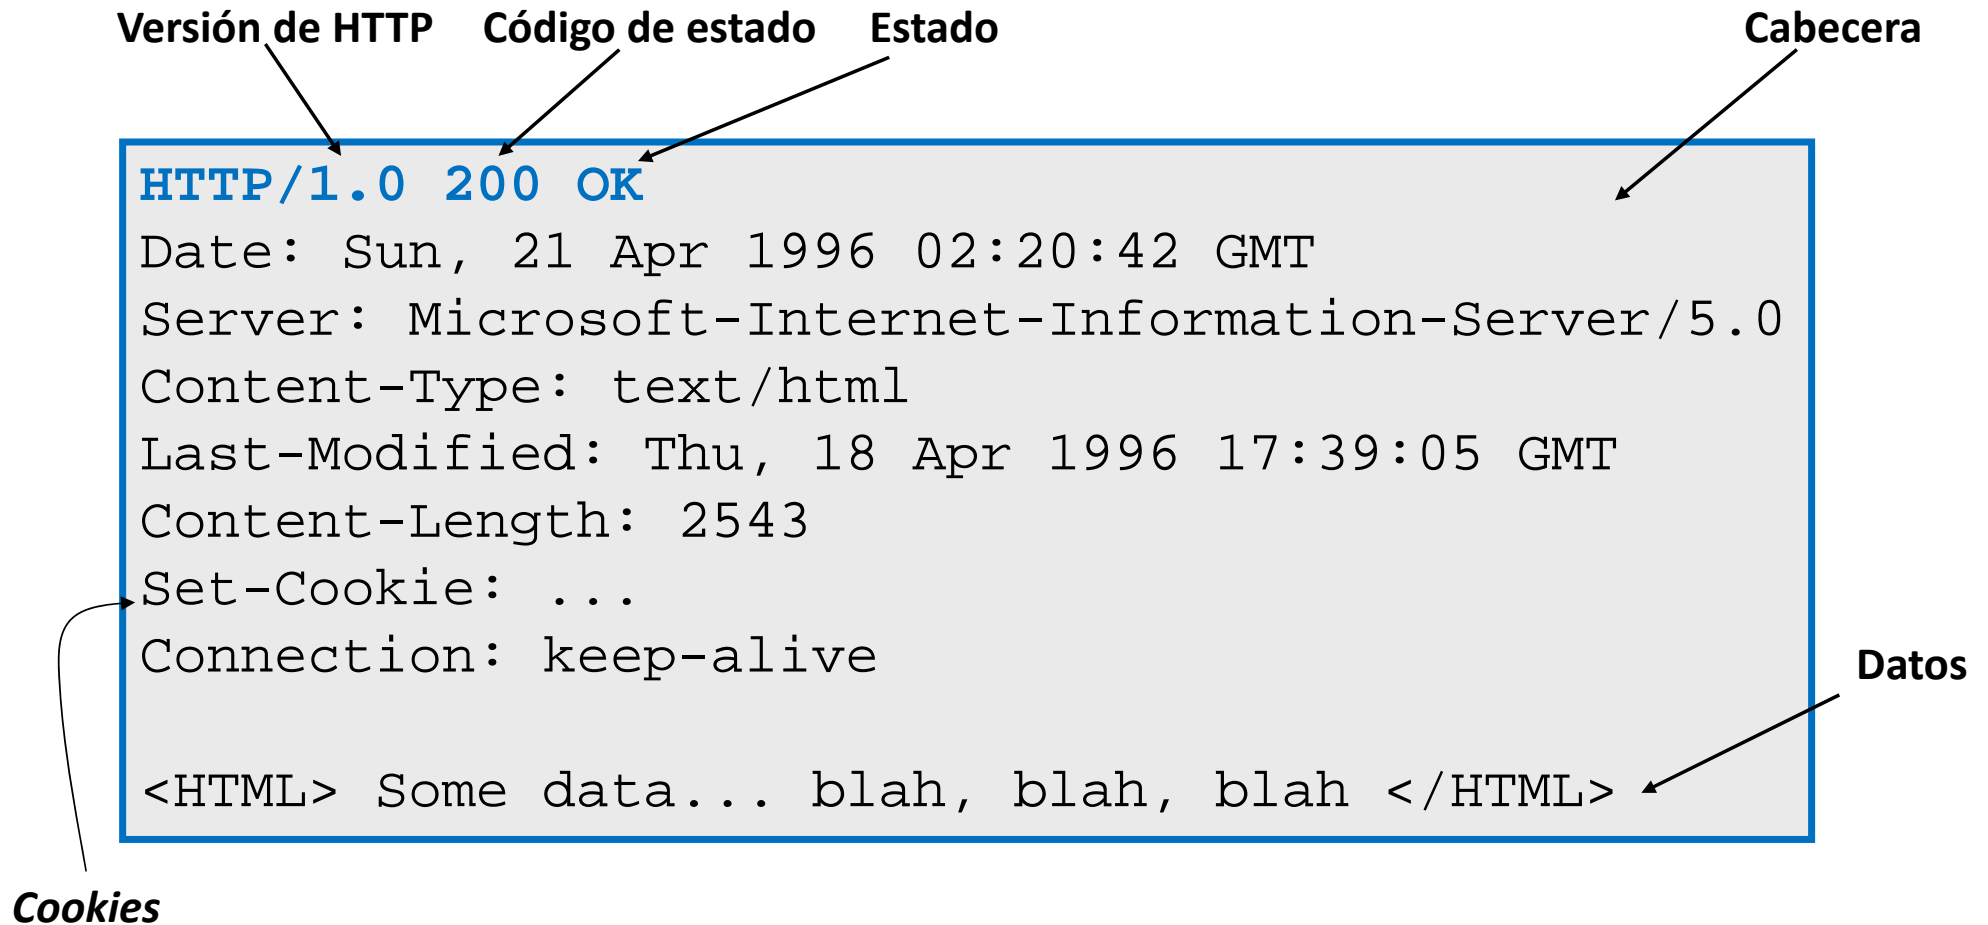 Versión de HTTP Código de estado Estado Cabecera
HTTP/1.0 200 OK
Date: Sun, 21 Apr 1996 02:20:42 GMT
Server: Microsoft-Internet-Information-Server/5.0
Content-Type: text/html
Last-Modified: Thu, 18 Apr 1996 17:39:05 GMT
Content-Length: 2543
Set-Cookie: ...
Connection: keep-alive
Datos
<HTML> Some data... blah, blah, blah </HTML>
Cookies